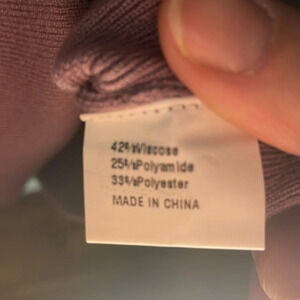 42%Viscose
25%Polyamide
33%Polyester
MADE IN CHINA